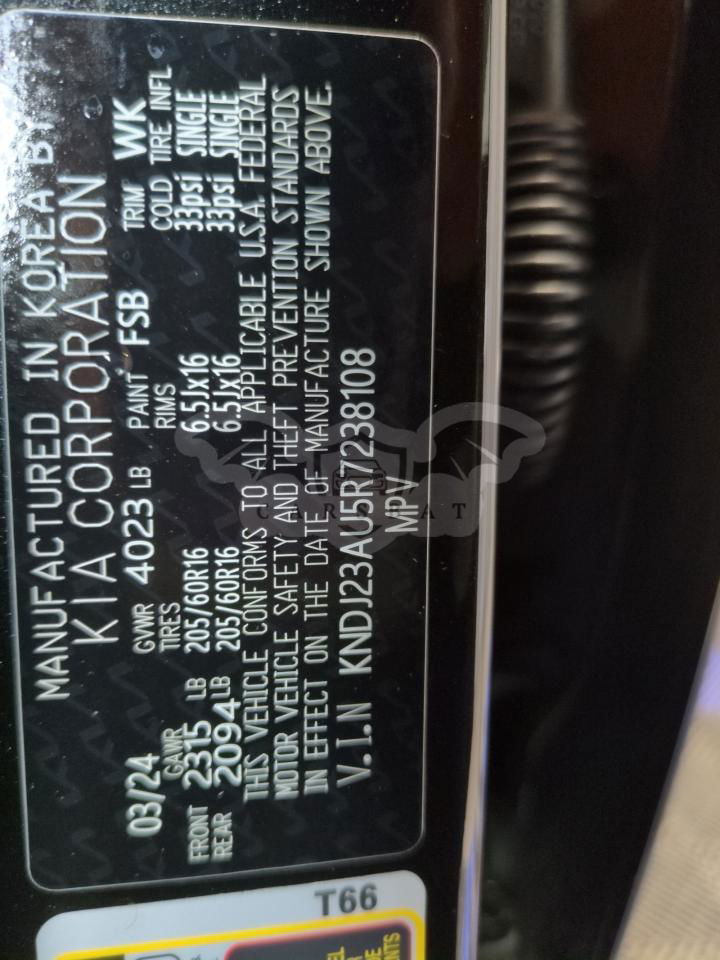 MANUFACTURED IN KOREA BY
KIA CORPORATION
03/24 GVWR 4023 LB PAINT FSB TRIM WK
GAWR TIRES RIMS COLD TIRE INFL
FRONT 2315 LB 205/60R16 6.5Jx16 33psi SINGLE
REAR 2094 LB 205/60R16 6.5Jx16 33psi SINGLE
THIS VEHICLE CONFORMS TO ALL APPLICABLE U.S.A. FEDERAL
MOTOR VEHICLE SAFETY AND THEFT PREVENTION STANDARDS
IN EFFECT ON THE DATE OF MANUFACTURE SHOWN ABOVE.
V.I.N KNDJ23AU5R7238108
MPV
T66